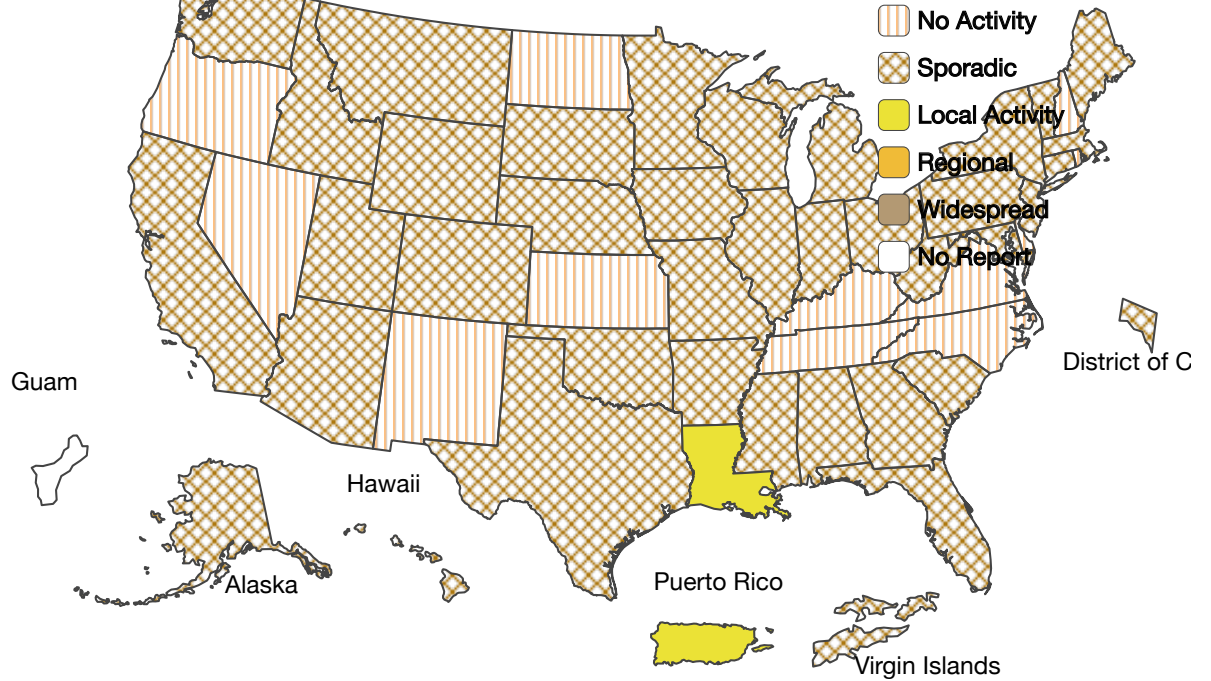 No Activity
Sporadic
Local Activity
Regional
Widespread
No Report
District of C
Guam
Hawaii
Alaska
Puerto Rico
Virgin Islands